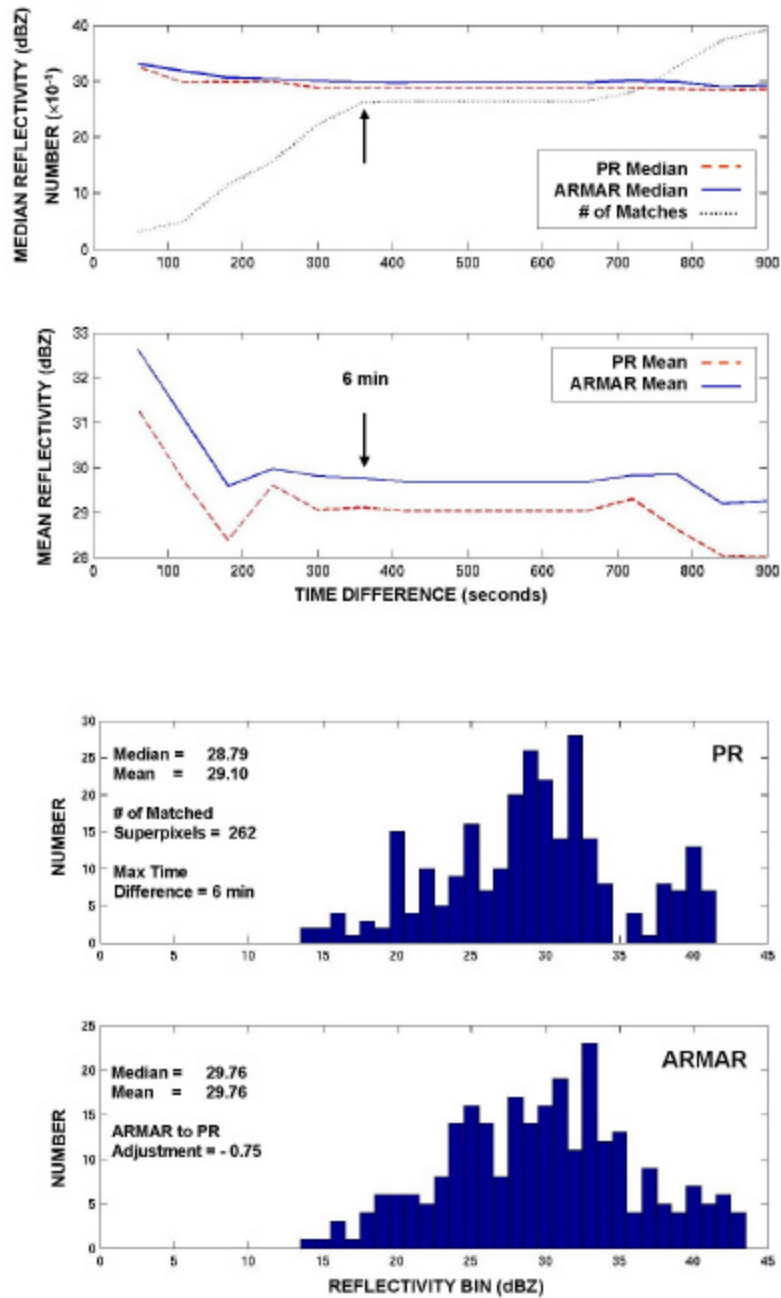 MEDIAN REFLECTIVITY (dBZ)
NUMBER (×10⁻¹)
40
30
20
10
0
PR Median
ARMAR Median
# of Matches
0 100 200 300 400 500 600 700 800 900
MEAN REFLECTIVITY (dBZ)
33
32
31
30
29
28
6 min
PR Mean
ARMAR Mean
0 100 200 300 400 500 600 700 800 900
TIME DIFFERENCE (seconds)
NUMBER
30
25
20
15
10
5
0
Median = 28.79
Mean = 29.10
# of Matched
Superpixels = 262
Max Time
Difference = 6 min
PR
0 5 10 15 20 25 30 35 40 45
NUMBER
25
20
15
10
5
0
Median = 29.76
Mean = 29.76
ARMAR to PR
Adjustment = - 0.75
ARMAR
0 5 10 15 20 25 30 35 40 45
REFLECTIVITY BIN (dBZ)